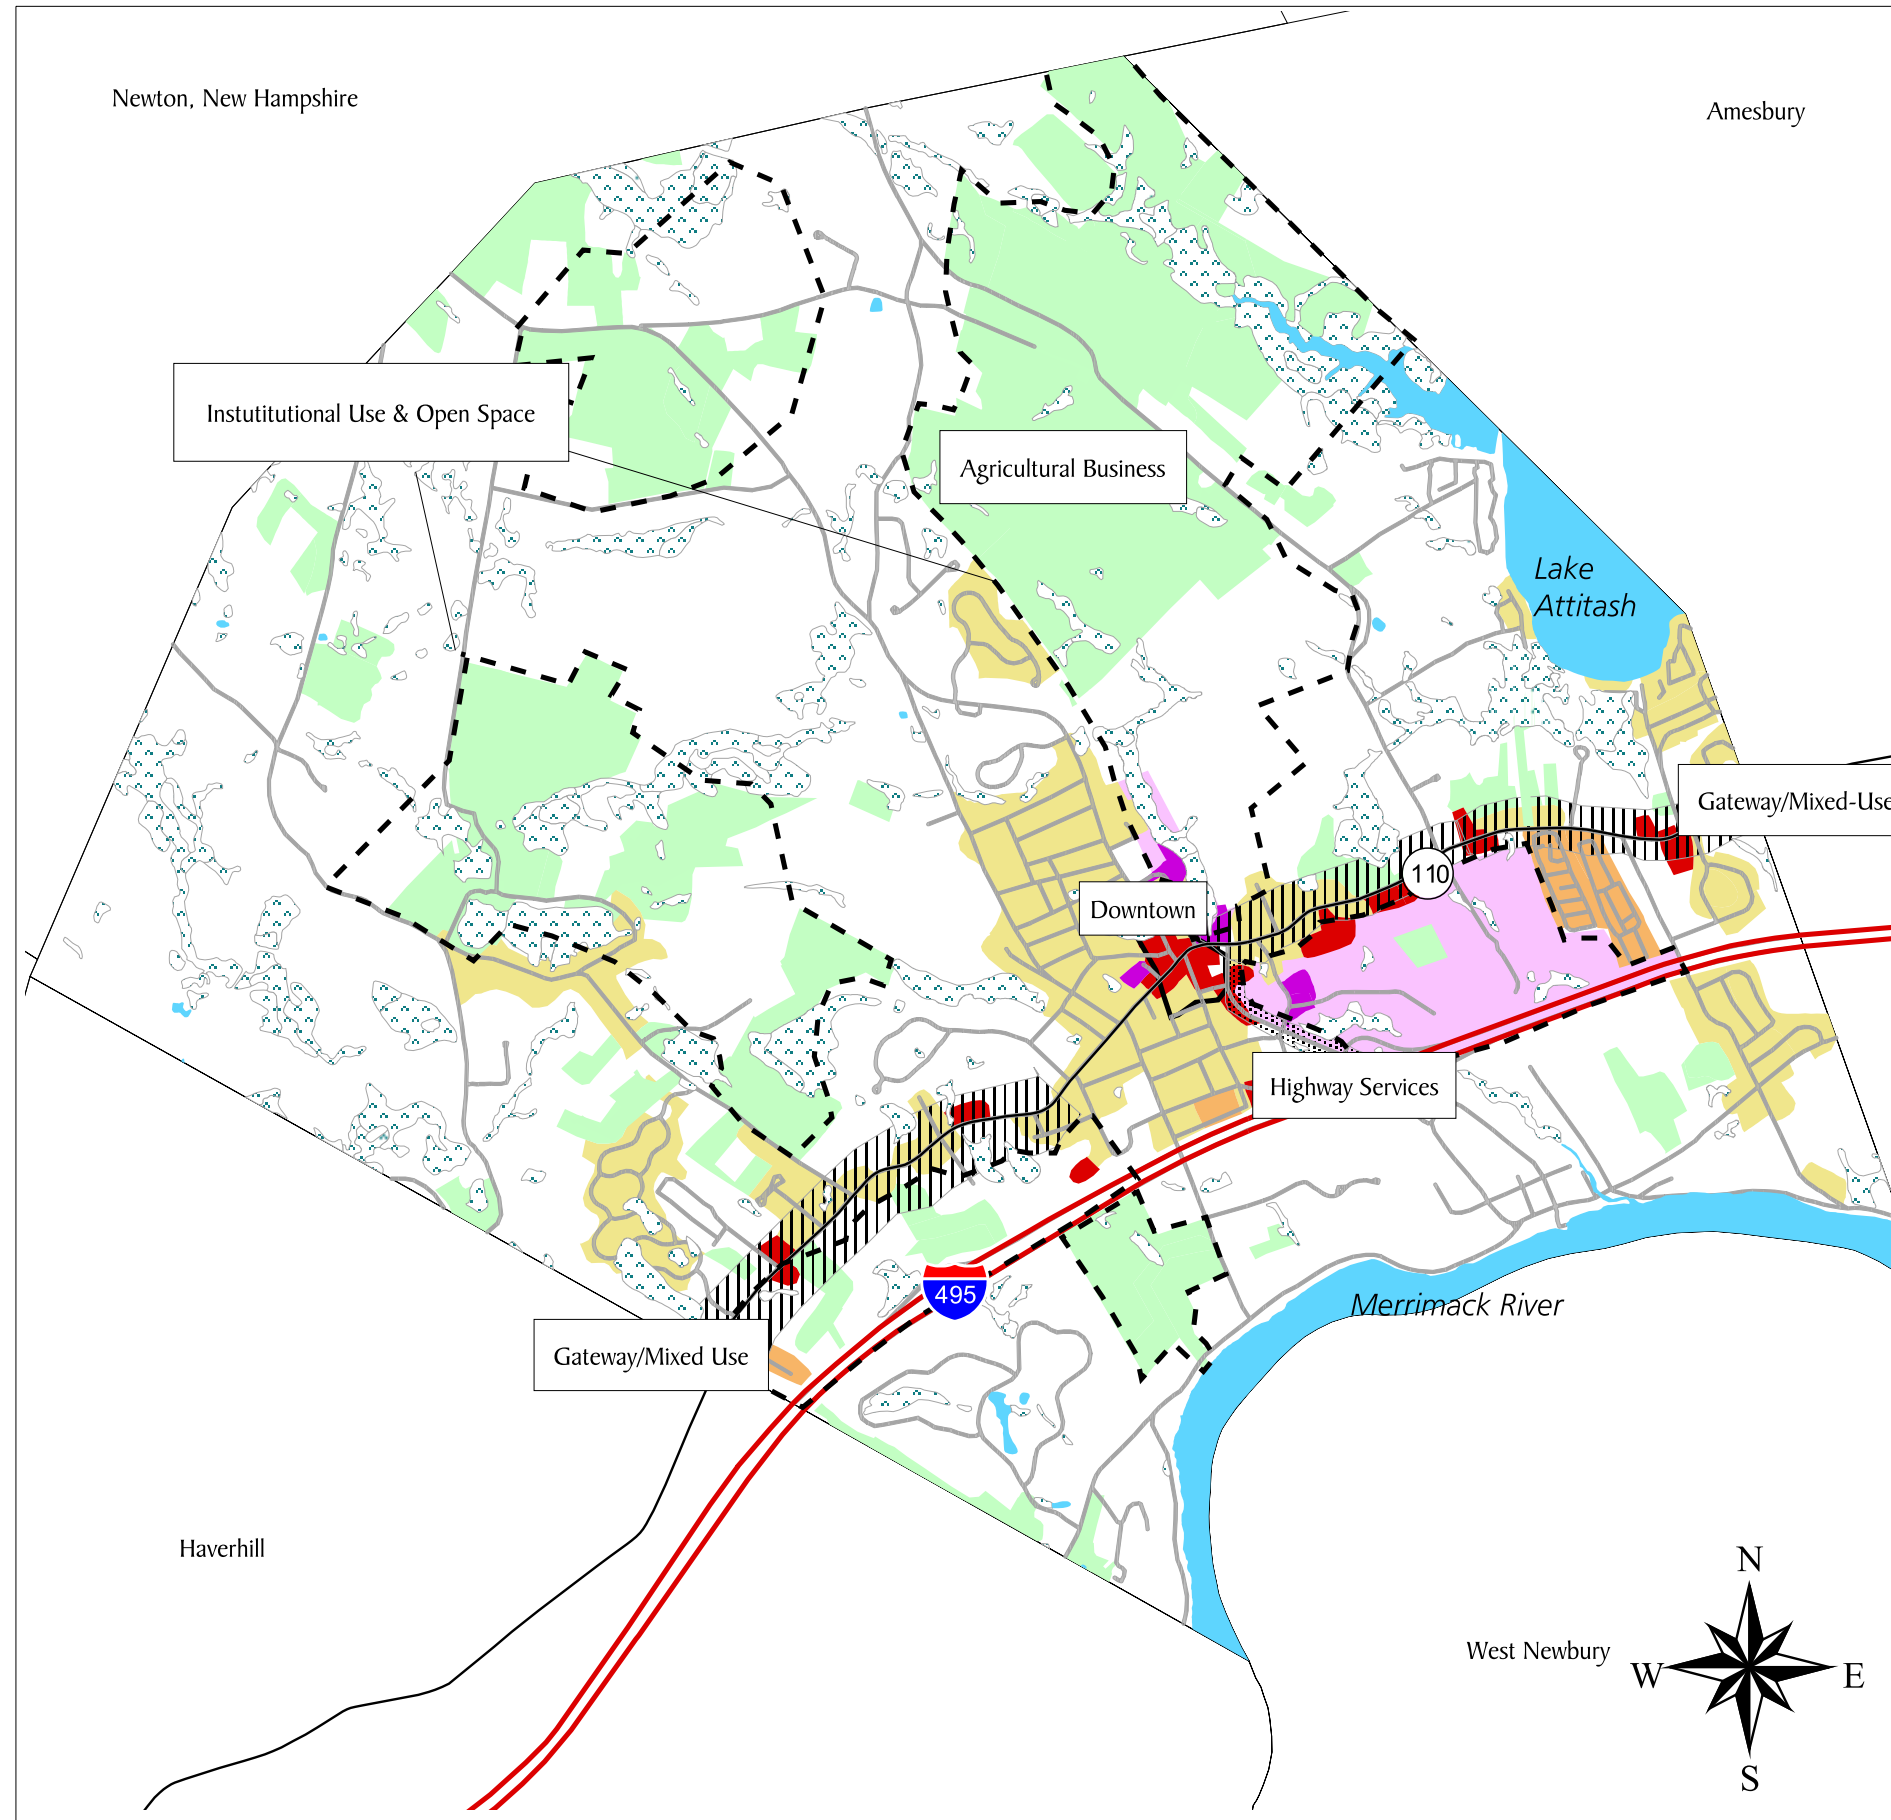 Newton, New Hampshire
Amesbury
Instutitutional Use & Open Space
Agricultural Business
Lake
Attitash
Gateway/Mixed-Use
110
Downtown
Highway Services
495
Merrimack River
Gateway/Mixed Use
Haverhill
West Newbury
N
W
E
S